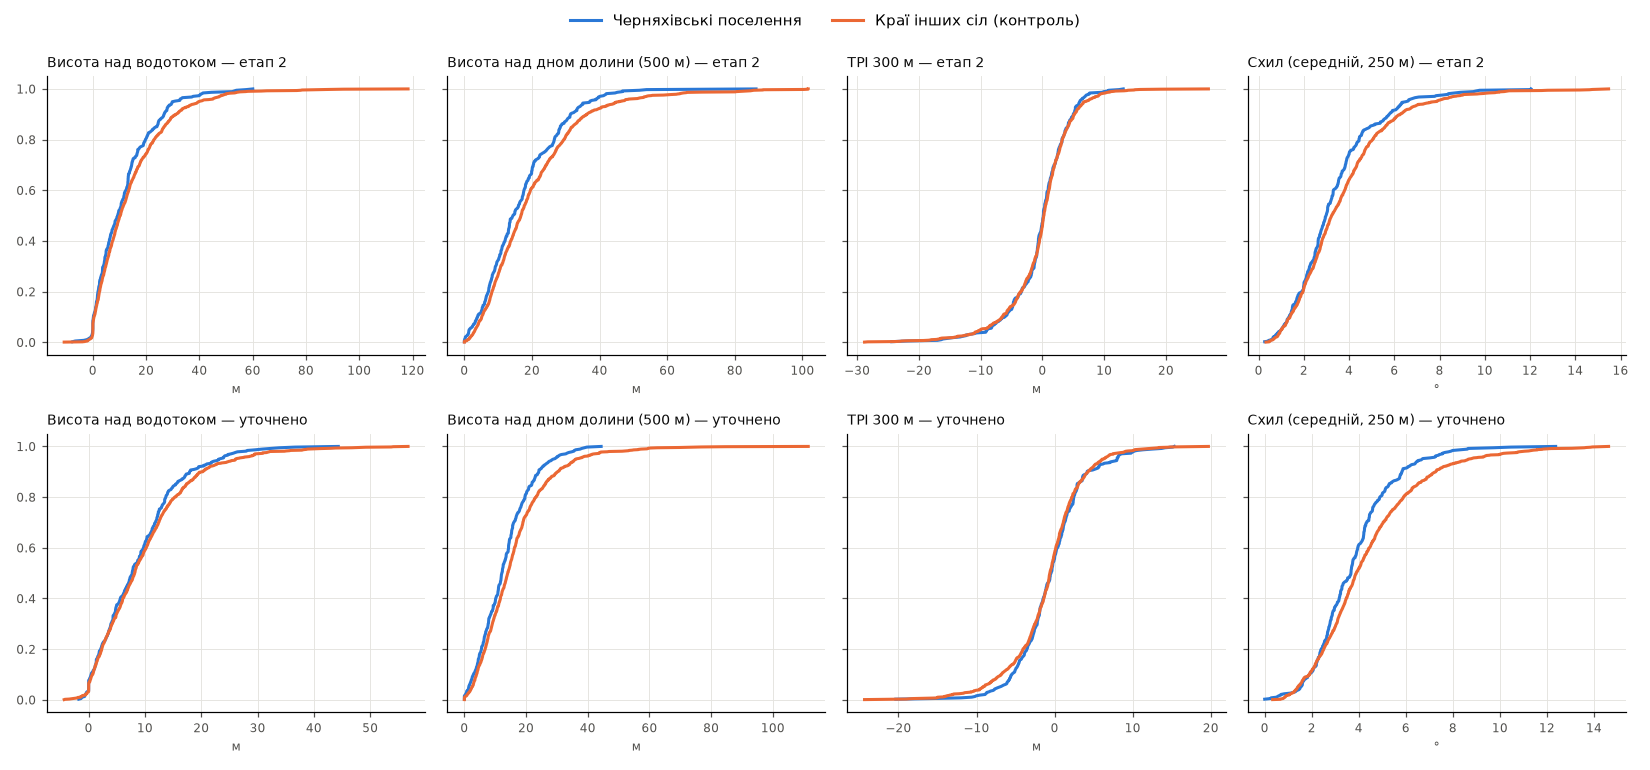 Черняхівські поселення
Краї інших сіл (контроль)
Висота над водотоком — етап 2
Висота над дном долини (500 м) — етап 2
TPI 300 м — етап 2
Схил (середній, 250 м) — етап 2
1.0
0.8
0.6
0.4
0.2
0.0
0 20 40 60 80 100 120
0 20 40 60 80 100
−30 −20 −10 0 10 20
0 2 4 6 8 10 12 14 16
м
м
м
°
Висота над водотоком — уточнено
Висота над дном долини (500 м) — уточнено
TPI 300 м — уточнено
Схил (середній, 250 м) — уточнено
1.0
0.8
0.6
0.4
0.2
0.0
0 10 20 30 40 50
0 20 40 60 80 100
−20 −10 0 10 20
0 2 4 6 8 10 12 14
м
м
м
°